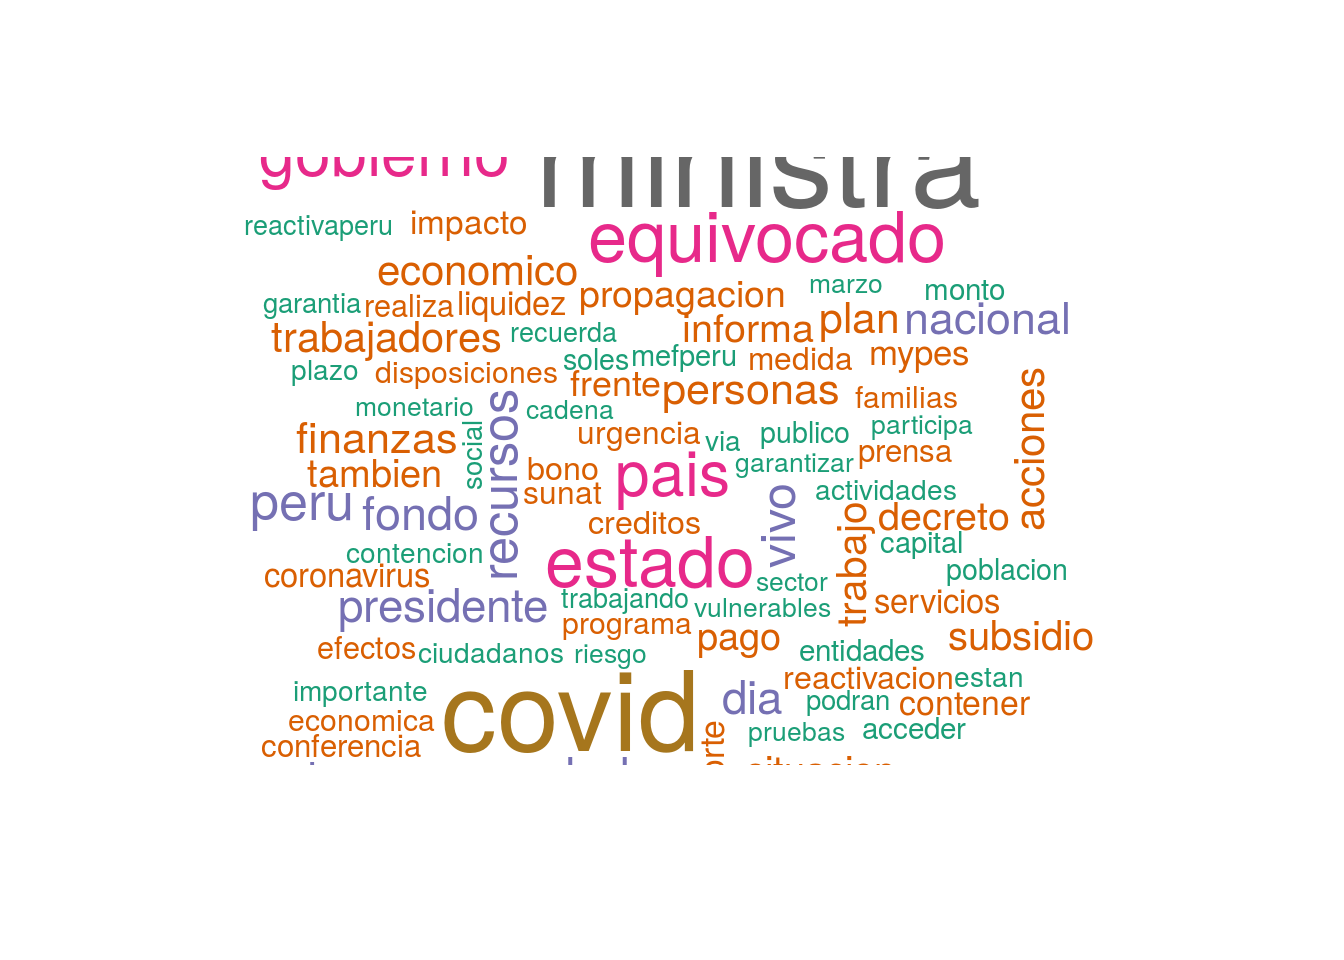 gobierno ministra
reactivaperu impacto equivocado
economico
garantia realiza liquidez propagacion marzo monto
trabajadores recuerda informa plan nacional
plazo disposiciones soles mefperu medida mypes
frente personas familias acciones
monetario recursos cadena
finanzas social urgencia via publico participa
tambien bono pais garantizar prensa
peru fondo sunat vivo actividades
creditos trabajo decreto
contencion estado capital
coronavirus sector poblacion
presidente trabajando vulnerables servicios
programa pago subsidio
efectos ciudadanos riesgo entidades
importante covid dia reactivacion estan
economica podran contener
conferencia pruebas acceder
situacion